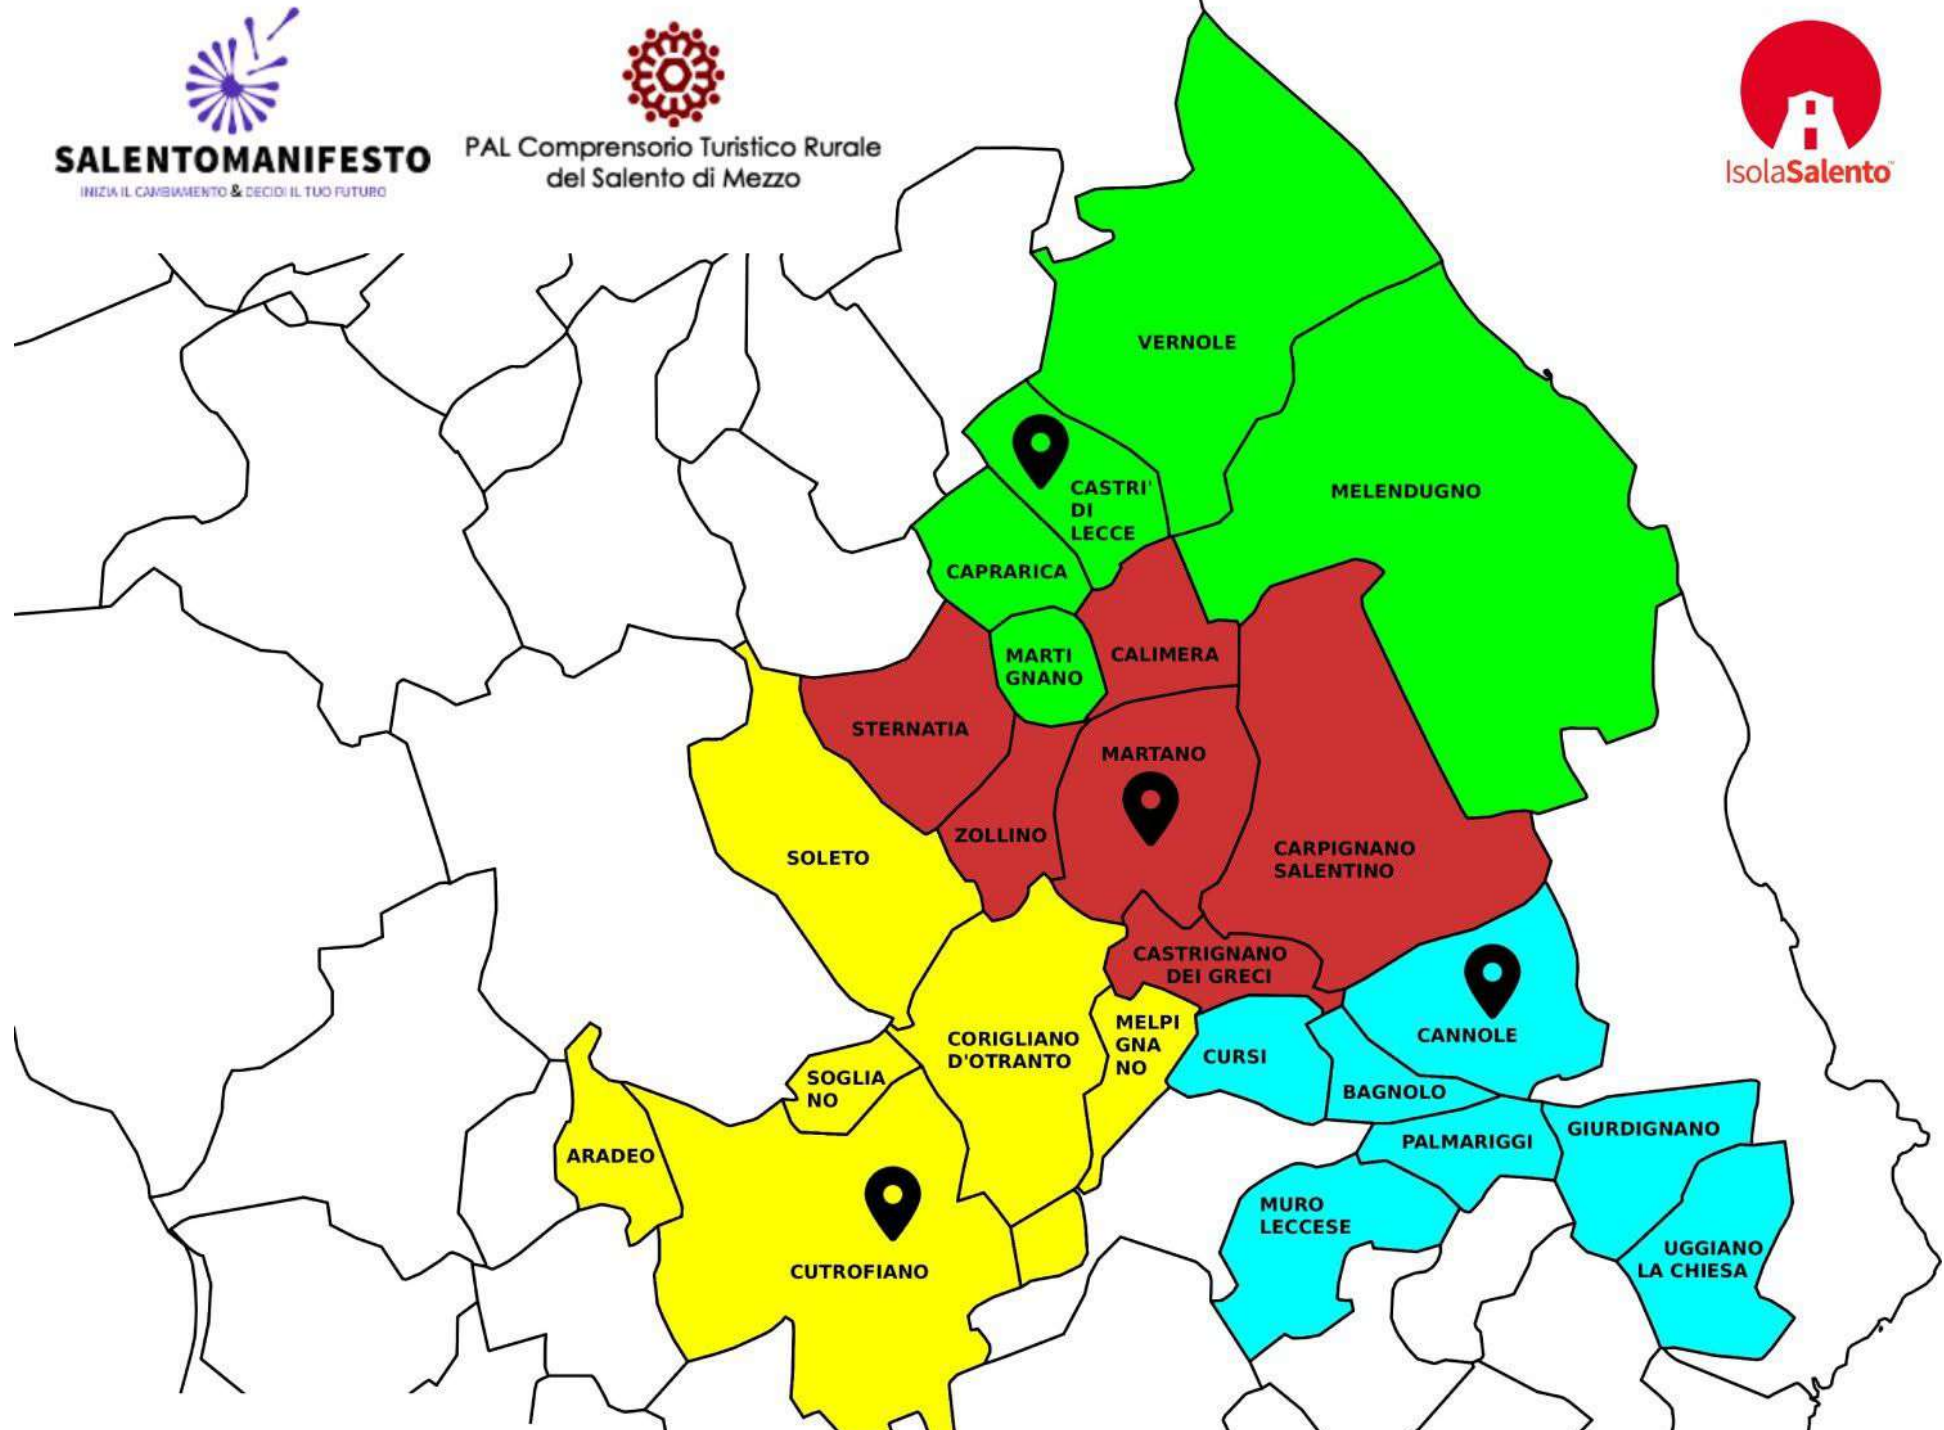 SALENTOMANIFESTO
INIZIA IL CAMBIAMENTO & DECIDI IL TUO FUTURO
PAL Comprensorio Turistico Rurale
del Salento di Mezzo
IsolaSalento
VERNOLE
MELENDUGNO
CASTRI'
DI
LECCE
CAPRARICA
MARTI
GNANO
CALIMERA
STERNATIA
MARTANO
ZOLLINO
SOLETO
CARPIGNANO
SALENTINO
CASTRIGNANO
DEI GRECI
CORIGLIANO
D'OTRANTO
MELPI
GNA
NO
CURSI
CANNOLE
SOGLIA
NO
BAGNOLO
ARADEO
PALMARIGGI
GIURDIGNANO
MURO
LECCESE
CUTROFIANO
UGGIANO
LA CHIESA